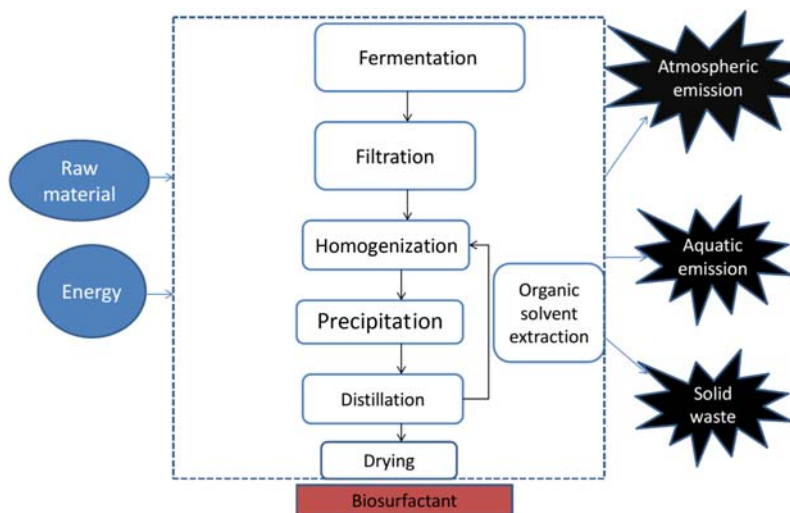 Fermentation
Atmospheric
emission
Filtration
Raw
material
Homogenization
Aquatic
emission
Energy
Organic
solvent
extraction
Precipitation
Distillation
Solid
waste
Drying
Biosurfactant